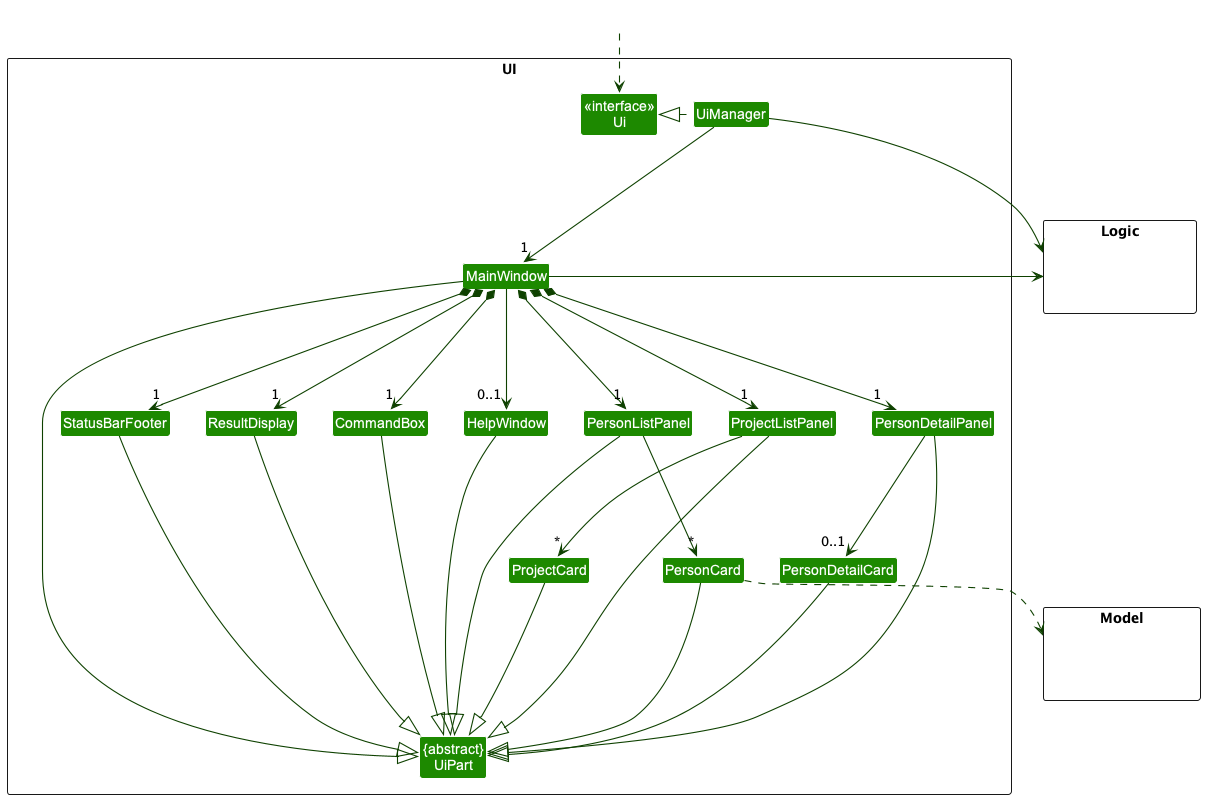 UI
«interface»
Ui
UiManager
Logic
1
MainWindow
1
1
1
0..1
1
1
1
StatusBarFooter
ResultDisplay
CommandBox
HelpWindow
PersonListPanel
ProjectListPanel
PersonDetailPanel
*
*
0..1
ProjectCard
PersonCard
PersonDetailCard
Model
{abstract}
UiPart